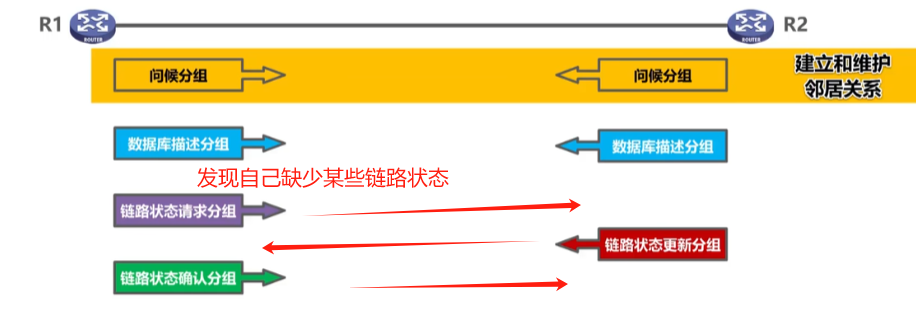 R1
R2
问候分组
问候分组
建立和维护
邻居关系
数据库描述分组
数据库描述分组
发现自己缺少某些链路状态
链路状态请求分组
链路状态更新分组
链路状态确认分组